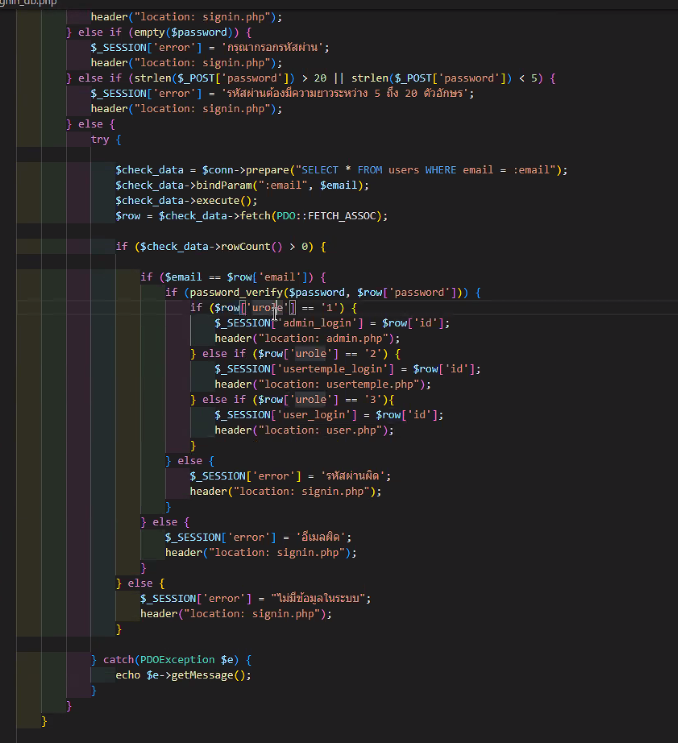 signin_db.php
header("location: signin.php");
} else if (empty($password)) {
$_SESSION['error'] = 'กรุณากรอกรหัสผ่าน';
header("location: signin.php");
} else if (strlen($_POST['password']) > 20 || strlen($_POST['password']) < 5) {
$_SESSION['error'] = 'รหัสผ่านต้องมีความยาวระหว่าง 5 ถึง 20 ตัวอักษร';
header("location: signin.php");
} else {
try {
$check_data = $conn->prepare("SELECT * FROM users WHERE email = :email");
$check_data->bindParam(":email", $email);
$check_data->execute();
$row = $check_data->fetch(PDO::FETCH_ASSOC);
if ($check_data->rowCount() > 0) {
if ($email == $row['email']) {
if (password_verify($password, $row['password'])) {
if ($row['urole'] == '1') {
$_SESSION['admin_login'] = $row['id'];
header("location: admin.php");
} else if ($row['urole'] == '2') {
$_SESSION['usertemple_login'] = $row['id'];
header("location: usertemple.php");
} else if ($row['urole'] == '3'){
$_SESSION['user_login'] = $row['id'];
header("location: user.php");
}
} else {
$_SESSION['error'] = 'รหัสผ่านผิด';
header("location: signin.php");
}
} else {
$_SESSION['error'] = 'อีเมลผิด';
header("location: signin.php");
}
} else {
$_SESSION['error'] = "ไม่มีข้อมูลในระบบ";
header("location: signin.php");
}
} catch(PDOException $e) {
echo $e->getMessage();
}
}
}